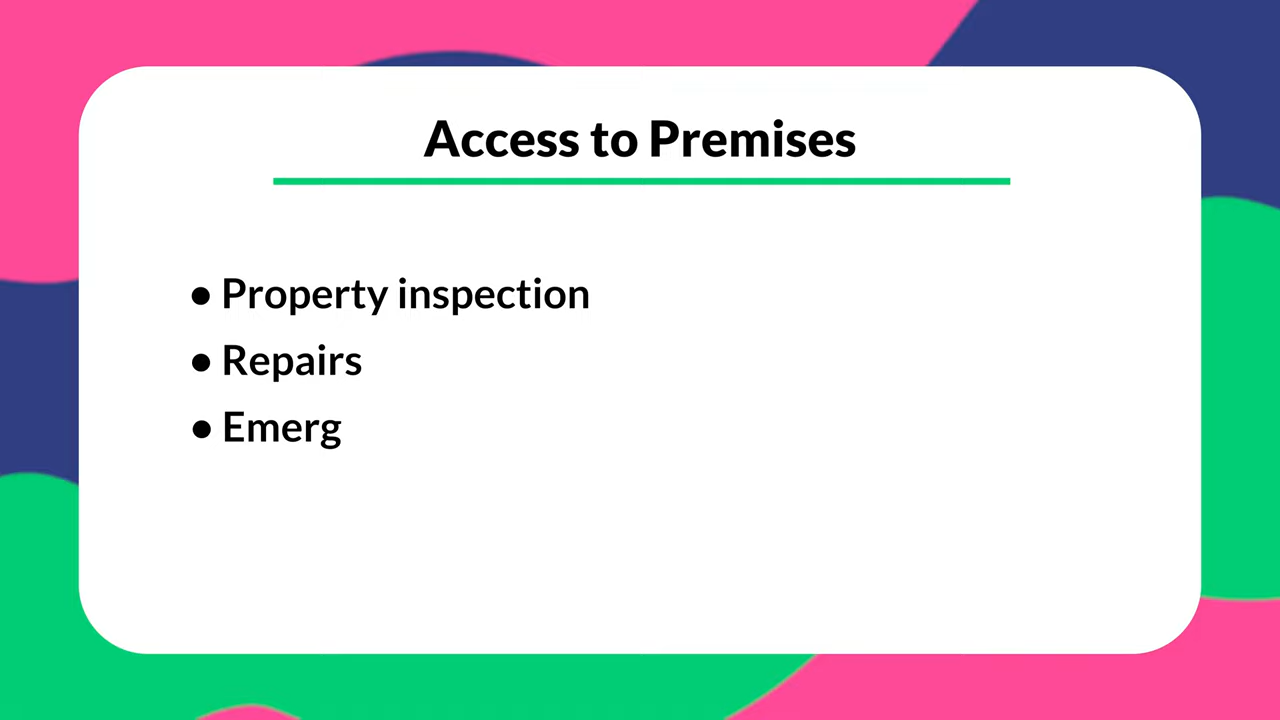 Access to Premises
● Property inspection
● Repairs
● Emerg